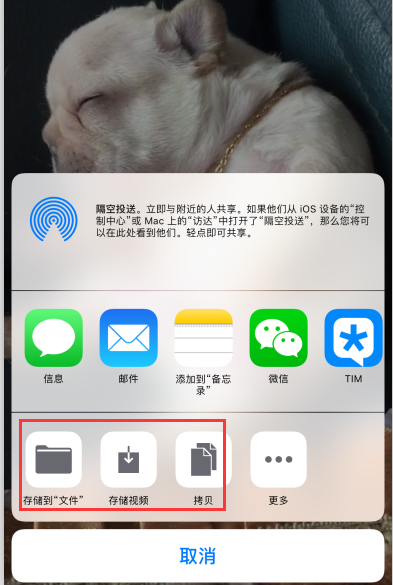 隔空投送。立即与附近的人共享。如果他们从 iOS 设备的“控
制中心”或 Mac 上的“访达”中打开了“隔空投送”，那么您将可
以在此处看到他们。轻点即可共享。
信息
邮件
添加到“备忘
录”
微信
TIM
存储到“文件”
存储视频
拷贝
更多
取消